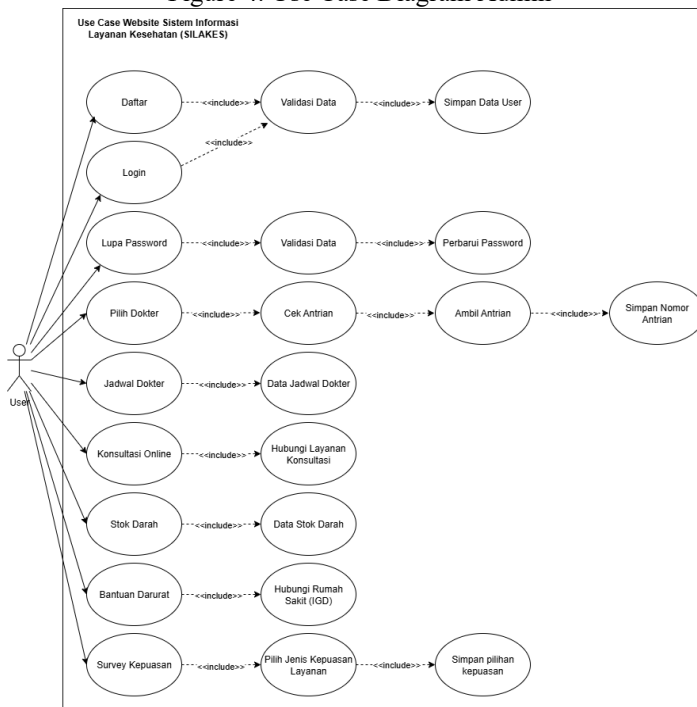 Use Case Website Sistem Informasi
Layanan Kesehatan (SILAKES)
Daftar
<<include>>
Validasi Data
<<include>>
Simpan Data User
<<include>>
Login
Lupa Password
<<include>>
Validasi Data
<<include>>
Perbarui Password
Pilih Dokter
<<include>>
Cek Antrian
<<include>>
Ambil Antrian
<<include>>
Simpan Nomor
Antrian
User
Jadwal Dokter
<<include>>
Data Jadwal Dokter
Konsultasi Online
<<include>>
Hubungi Layanan
Konsultasi
Stok Darah
<<include>>
Data Stok Darah
Bantuan Darurat
<<include>>
Hubungi Rumah
Sakit (IGD)
Survey Kepuasan
<<include>>
Pilih Jenis Kepuasan
Layanan
<<include>>
Simpan pilihan
kepuasan